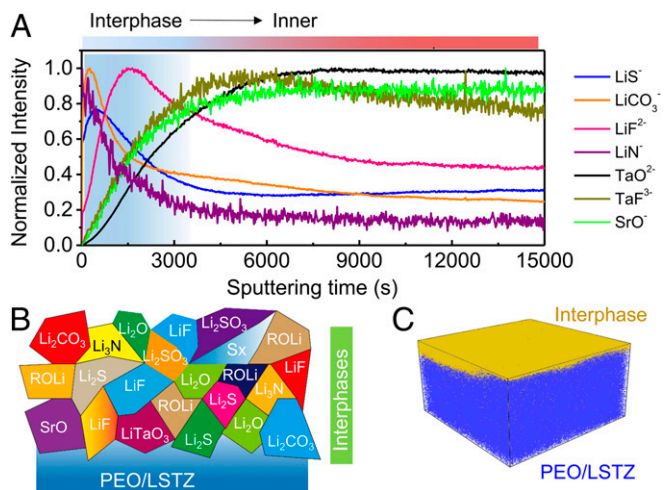 A
Interphase → Inner
Normalized Intensity
1.0
0.8
0.6
0.4
0.2
0.0
0 3000 6000 9000 12000 15000
Sputtering time (s)
LiS⁻
LiCO₃⁻
LiF²⁻
LiN⁻
TaO²⁻
TaF³⁻
SrO⁻
B
Li₂CO₃ Li₃N Li₂O LiF Li₂SO₃ ROLi
Li₂SO₃ Sx
ROLi Li₂S LiF Li₂O ROLi Li₃N LiF
SrO LiF LiTaO₃ ROLi Li₂S Li₂S Li₂O Li₂CO₃
PEO/LSTZ
Interphases
C
Interphase
PEO/LSTZ